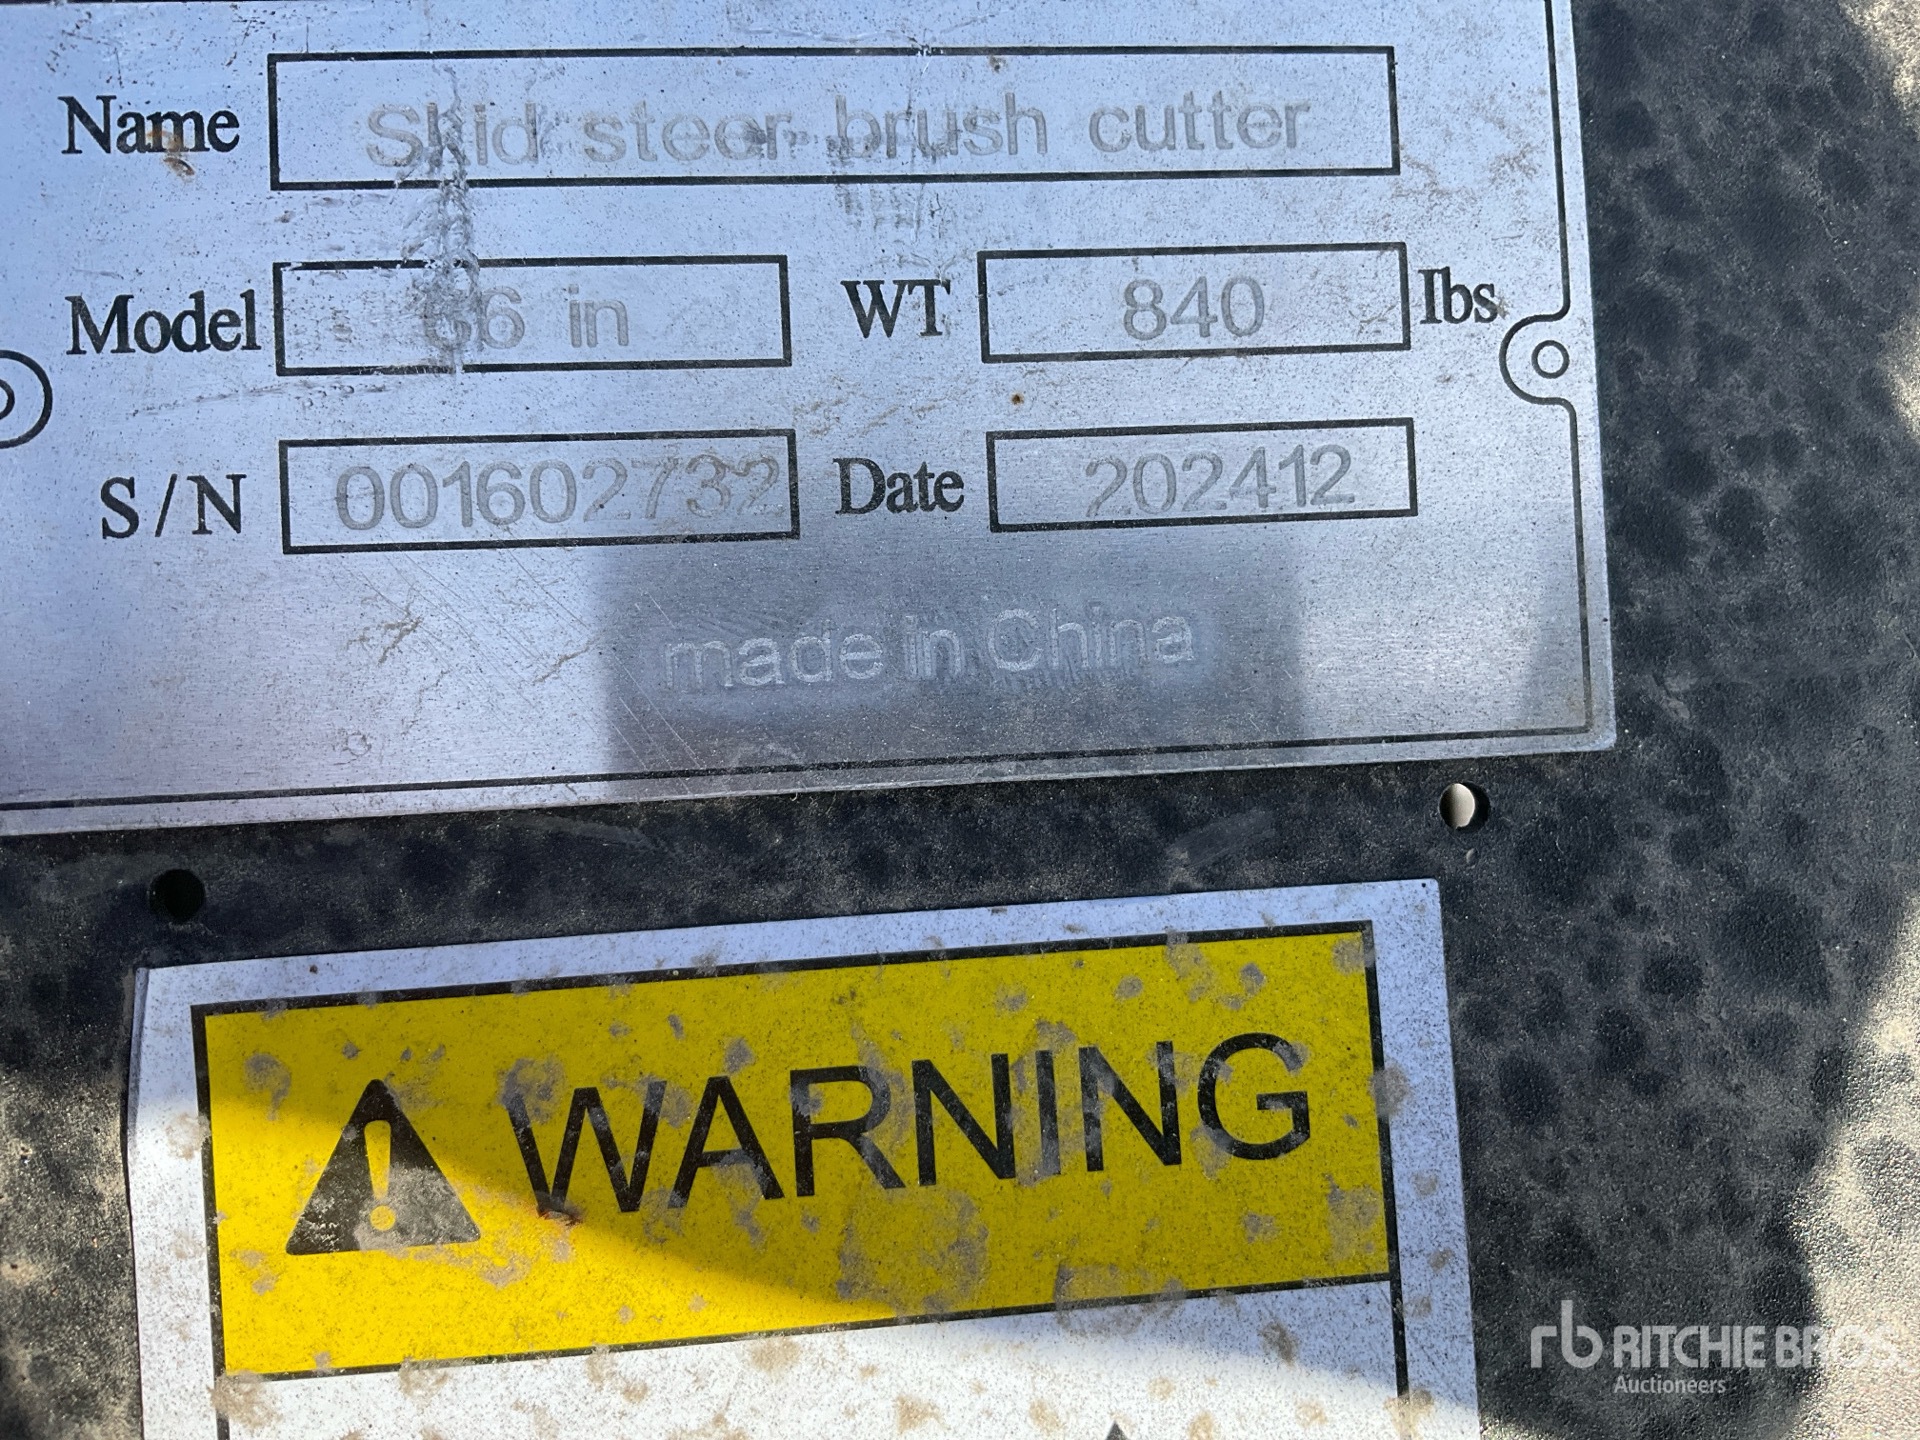 Name Skid steer brush cutter
Model 66 in WT 840 lbs
S/N 001602732 Date 202412
made in China
WARNING
rb RITCHIE BROS
Auctioneers